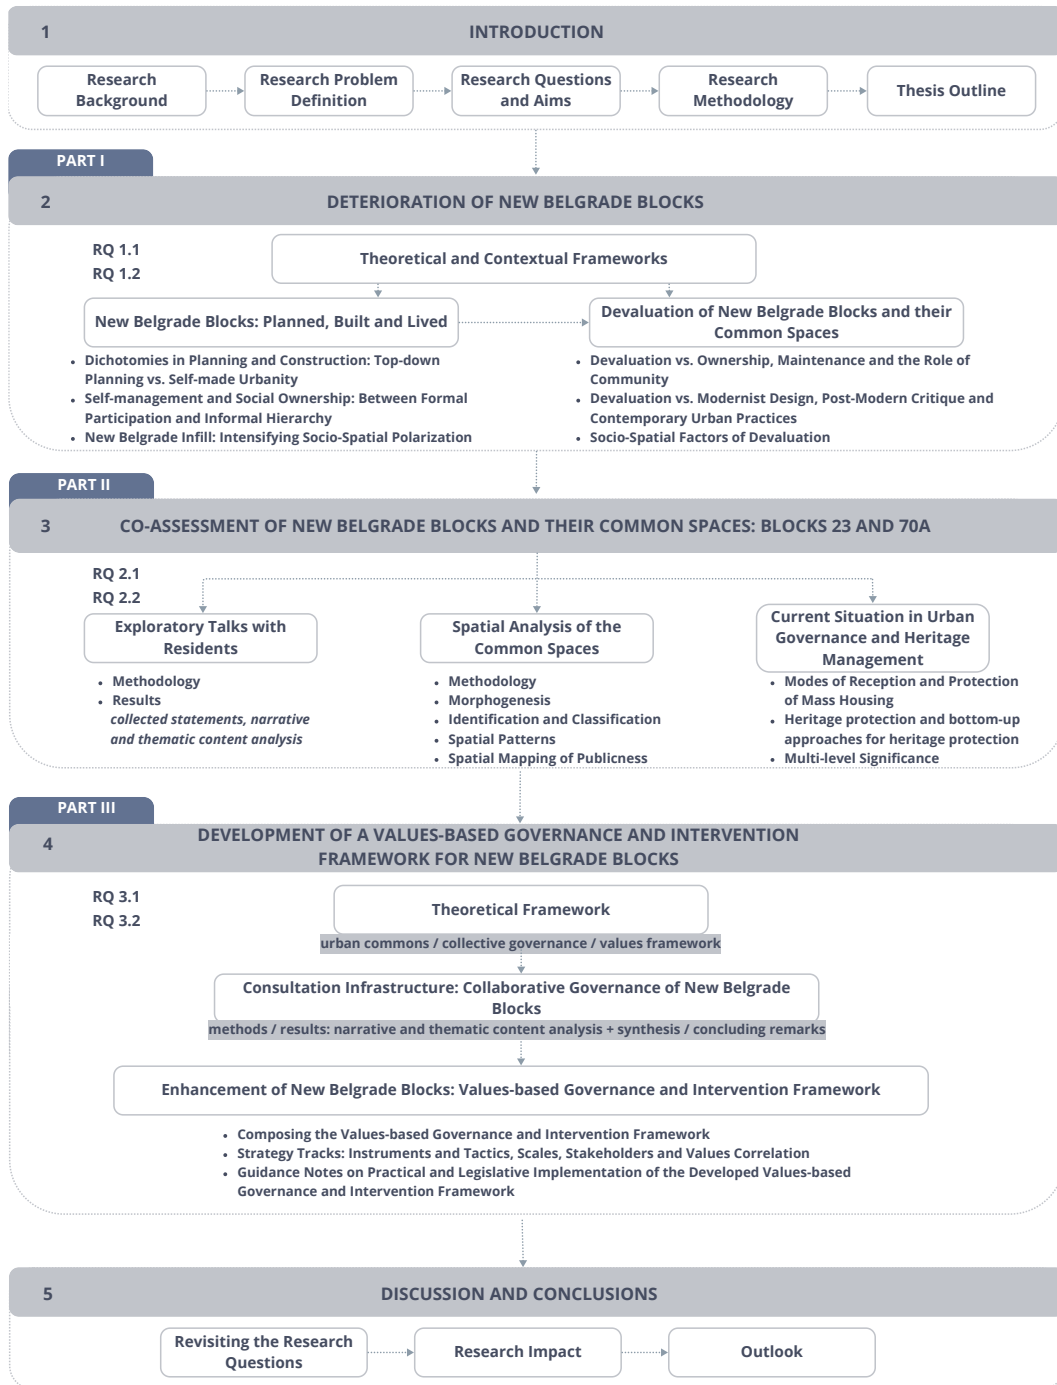 1 INTRODUCTION
Research
Background
Research Problem
Definition
Research Questions
and Aims
Research
Methodology
Thesis Outline
PART I
2 DETERIORATION OF NEW BELGRADE BLOCKS
RQ 1.1
RQ 1.2
Theoretical and Contextual Frameworks
New Belgrade Blocks: Planned, Built and Lived
• Dichotomies in Planning and Construction: Top-down
Planning vs. Self-made Urbanity
• Self-management and Social Ownership: Between Formal
Participation and Informal Hierarchy
• New Belgrade Infill: Intensifying Socio-Spatial Polarization
Devaluation of New Belgrade Blocks and their
Common Spaces
• Devaluation vs. Ownership, Maintenance and the Role of
Community
• Devaluation vs. Modernist Design, Post-Modern Critique and
Contemporary Urban Practices
• Socio-Spatial Factors of Devaluation
PART II
3 CO-ASSESSMENT OF NEW BELGRADE BLOCKS AND THEIR COMMON SPACES: BLOCKS 23 AND 70A
RQ 2.1
RQ 2.2
Exploratory Talks with
Residents
• Methodology
• Results
collected statements, narrative
and thematic content analysis
Spatial Analysis of the
Common Spaces
• Methodology
• Morphogenesis
• Identification and Classification
• Spatial Patterns
• Spatial Mapping of Publicness
Current Situation in Urban
Governance and Heritage
Management
• Modes of Reception and Protection
of Mass Housing
• Heritage protection and bottom-up
approaches for heritage protection
• Multi-level Significance
PART III
4 DEVELOPMENT OF A VALUES-BASED GOVERNANCE AND INTERVENTION
FRAMEWORK FOR NEW BELGRADE BLOCKS
RQ 3.1
RQ 3.2
Theoretical Framework
urban commons / collective governance / values framework
Consultation Infrastructure: Collaborative Governance of New Belgrade
Blocks
methods / results: narrative and thematic content analysis + synthesis / concluding remarks
Enhancement of New Belgrade Blocks: Values-based Governance and Intervention Framework
• Composing the Values-based Governance and Intervention Framework
• Strategy Tracks: Instruments and Tactics, Scales, Stakeholders and Values Correlation
• Guidance Notes on Practical and Legislative Implementation of the Developed Values-based
Governance and Intervention Framework
5 DISCUSSION AND CONCLUSIONS
Revisiting the Research
Questions
Research Impact
Outlook